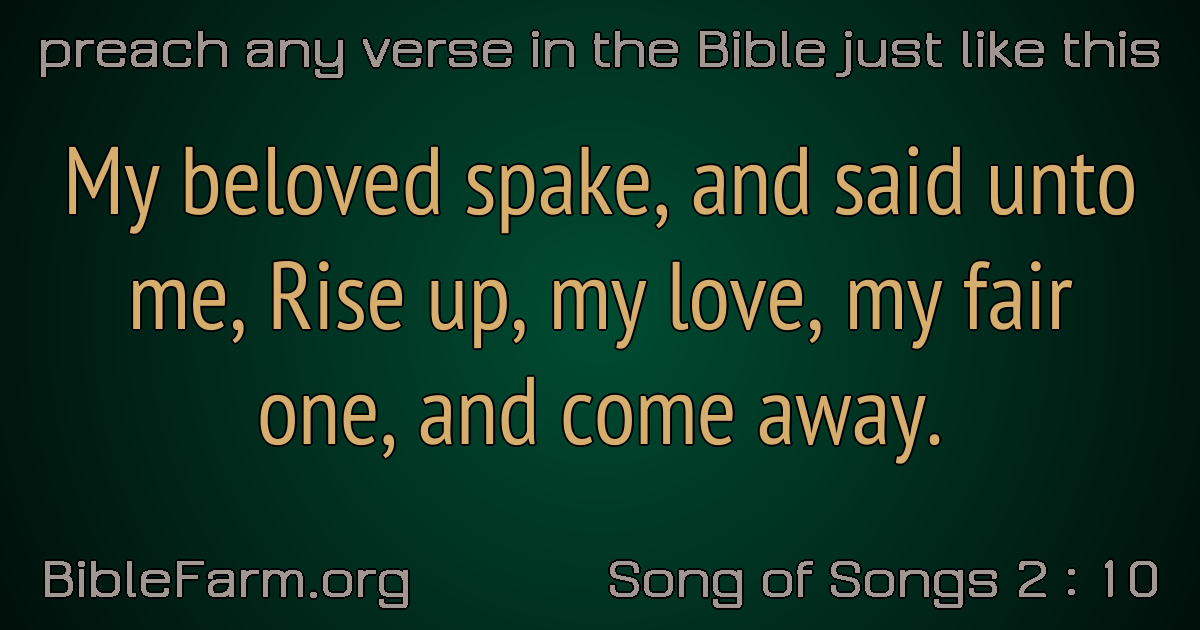 preach any verse in the Bible just like this
My beloved spake, and said unto
me, Rise up, my love, my fair
one, and come away.
BibleFarm.org
Song of Songs 2 : 10